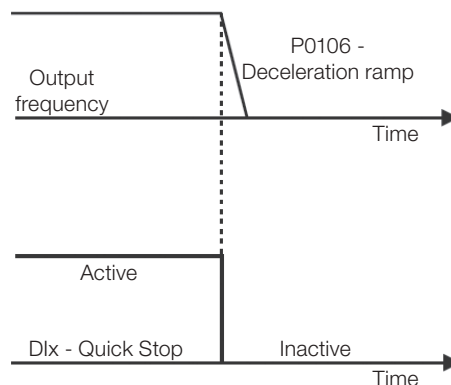 P0106 -
Deceleration ramp
Output
frequency
Time
Active
DIx - Quick Stop
Inactive
Time